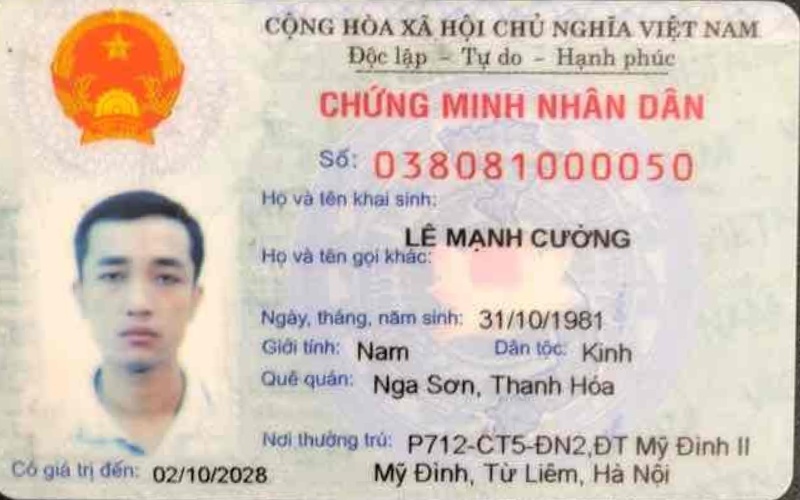 CỘNG HÒA XÃ HỘI CHỦ NGHĨA VIỆT NAM
Độc lập - Tự do - Hạnh phúc
CHỨNG MINH NHÂN DÂN
Số: 038081000050
Họ và tên khai sinh:
LÊ MẠNH CƯỜNG
Họ và tên gọi khác:
Ngày, tháng, năm sinh: 31/10/1981
Giới tính: Nam Dân tộc: Kinh
Quê quán: Nga Sơn, Thanh Hóa
Nơi thường trú: P712-CT5-ĐN2,ĐT Mỹ Đình II
Mỹ Đình, Từ Liêm, Hà Nội
Có giá trị đến: 02/10/2028